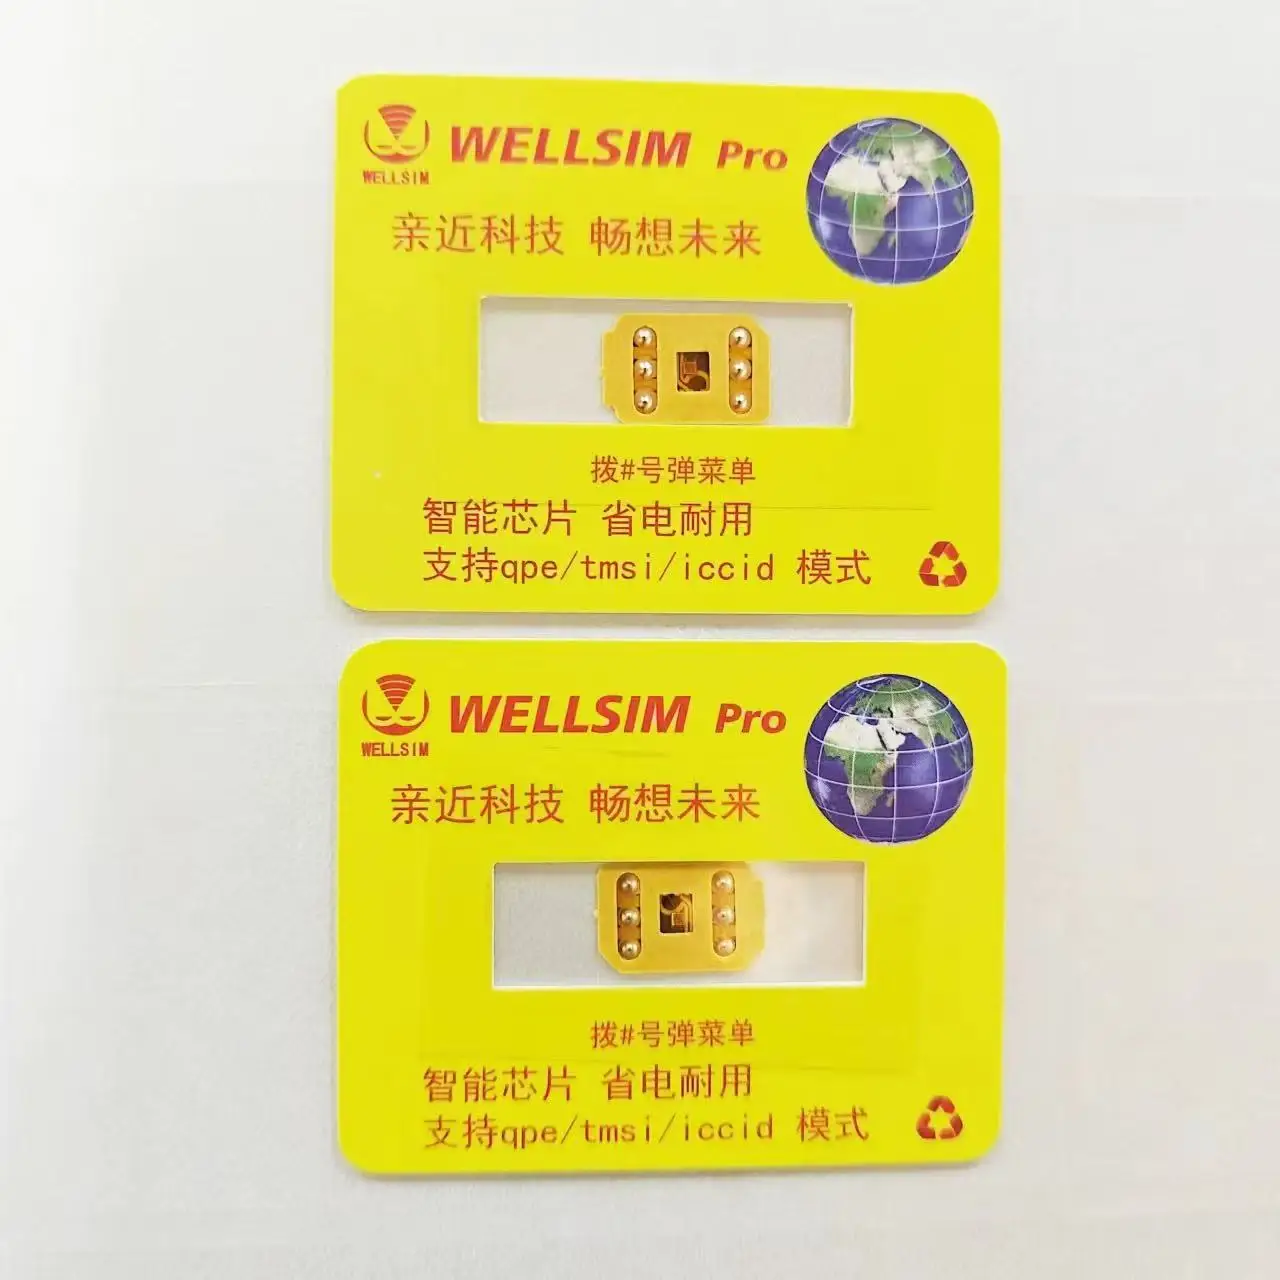 WELLSIM
WELLSIM Pro
亲近科技 畅想未来
拨#号弹菜单
智能芯片 省电耐用
支持qpe/tmsi/iccid 模式
WELLSIM
WELLSIM Pro
亲近科技 畅想未来
拨#号弹菜单
智能芯片 省电耐用
支持qpe/tmsi/iccid 模式